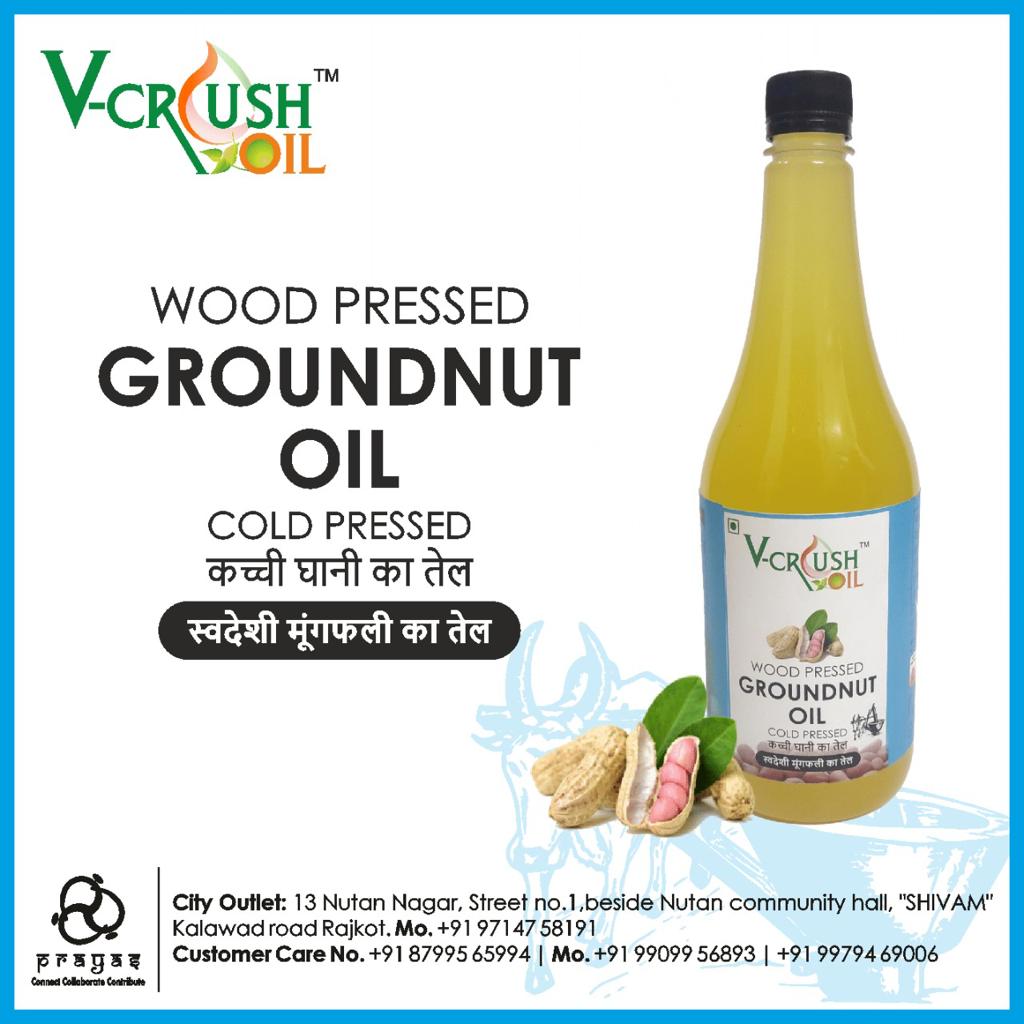 V-CRUSH™
OIL
WOOD PRESSED
GROUNDNUT
OIL
COLD PRESSED
कच्ची घानी का तेल
स्वदेशी मूंगफली का तेल
V-CRUSH™
OIL
WOOD PRESSED
GROUNDNUT
OIL
COLD PRESSED
कच्ची घानी का तेल
स्वदेशी मूंगफली का तेल
prayas
Connect Collaborate Contribute
City Outlet: 13 Nutan Nagar, Street no.1,beside Nutan community hall, "SHIVAM"
Kalawad road Rajkot. Mo. +91 97147 58191
Customer Care No. +91 87995 65994 | Mo. +91 99099 56893 | +91 99794 69006